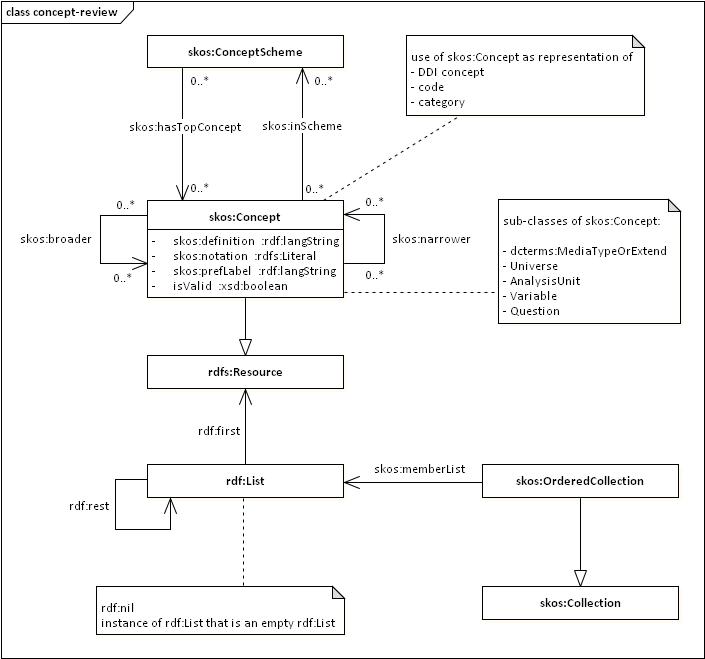 class concept-review
skos:ConceptScheme
use of skos:Concept as representation of
- DDI concept
- code
- category
0..*
0..*
skos:hasTopConcept
skos:inScheme
0..*
0..*
skos:Concept
- skos:definition :rdf:langString
- skos:notation :rdfs:Literal
- skos:prefLabel :rdf:langString
- isValid :xsd:boolean
0..*
skos:broader
0..*
0..*
skos:narrower
0..*
sub-classes of skos:Concept:
- dcterms:MediaTypeOrExtend
- Universe
- AnalysisUnit
- Variable
- Question
rdfs:Resource
rdf:first
rdf:List
skos:memberList
skos:OrderedCollection
rdf:rest
rdf:nil
instance of rdf:List that is an empty rdf:List
skos:Collection